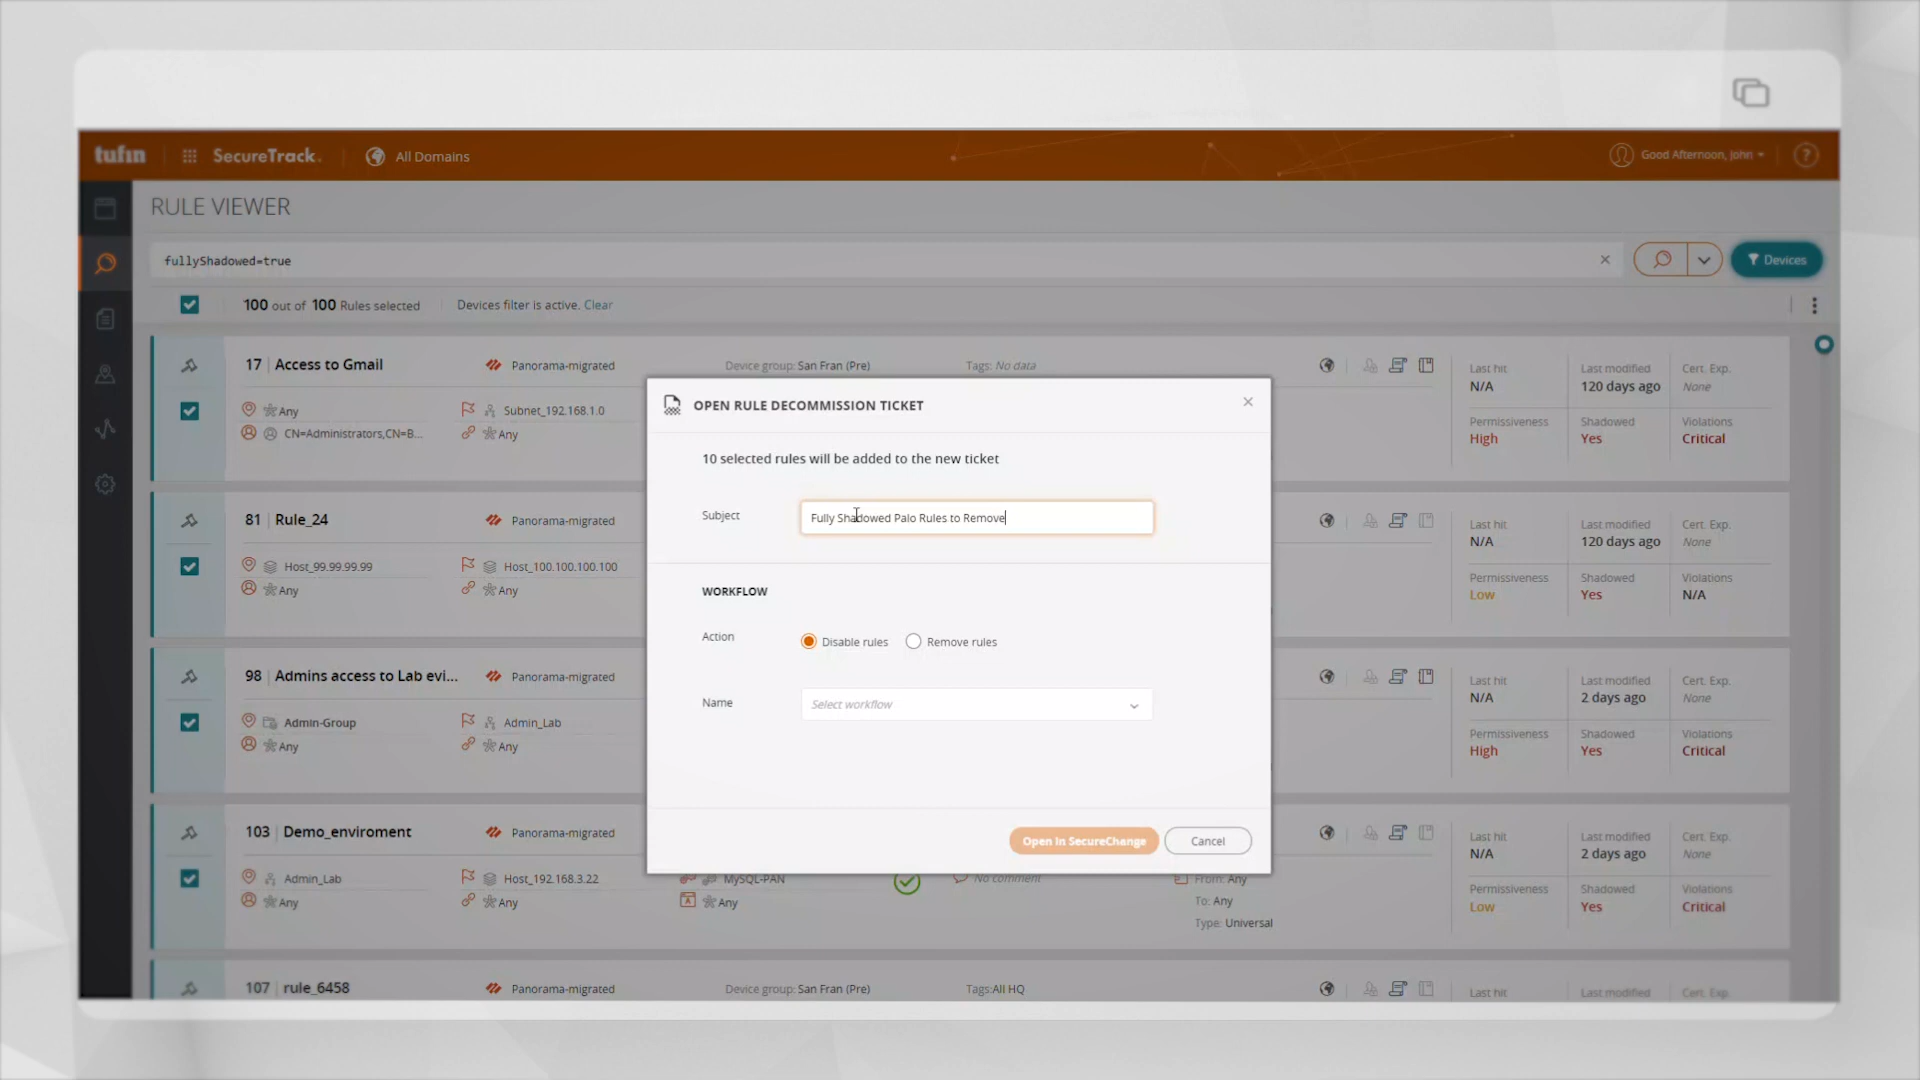 tufin SecureTrack. All Domains Good Afternoon, John ?
RULE VIEWER
fullyShadowed=true Devices
100 out of 100 Rules selected Devices filter is active. Clear
17 Access to Gmail Panorama-migrated Device group: San Fran (Pre) Tags: No data
Any Subnet_192.168.1.0
CN=Administrators,CN=B... Any
Last hit Last modified Cert. Exp.
N/A 120 days ago None
Permissiveness Shadowed Violations
High Yes Critical
OPEN RULE DECOMMISSION TICKET
10 selected rules will be added to the new ticket
Subject Fully Shadowed Palo Rules to Remove
WORKFLOW
Action Disable rules Remove rules
Name Select workflow
Open in SecureChange Cancel
81 Rule_24 Panorama-migrated
Host_99.99.99.99 Host_100.100.100.100
Any Any
Last hit Last modified Cert. Exp.
N/A 120 days ago None
Permissiveness Shadowed Violations
Low Yes N/A
98 Admins access to Lab evi... Panorama-migrated
Admin-Group Admin_Lab
Any Any
Last hit Last modified Cert. Exp.
N/A 2 days ago None
Permissiveness Shadowed Violations
High Yes Critical
103 Demo_enviroment Panorama-migrated
Admin_Lab Host_192.168.3.22 MySQL-PAN No comment From: Any
Any Any Any To: Any
Type: Universal
Last hit Last modified Cert. Exp.
N/A 2 days ago None
Permissiveness Shadowed Violations
Low Yes Critical
107 rule_6458 Panorama-migrated Device group: San Fran (Pre) Tags:All HQ
Last hit Last modified Cert. Exp.